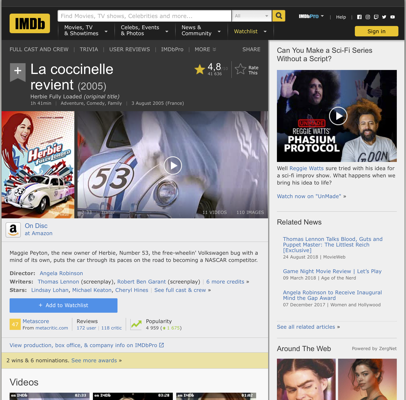 IMDb
Find Movies, TV shows, Celebrities and more...
All
Movies, TV
& Showtimes
Celebs, Events
& Photos
News &
Community
Watchlist
IMDbPro
Help
Sign in
FULL CAST AND CREW | TRIVIA | USER REVIEWS | IMDbPro | MORE
SHARE
La coccinelle
revient (2005)
Herbie Fully Loaded (original title)
1h 41min | Adventure, Comedy, Family | 3 August 2005 (France)
4,8
Rate
This
Herbie
11 VIDEOS 110 IMAGES
On Disc
at Amazon
Maggie Peyton, the new owner of Herbie, Number 53, the free-wheelin' Volkswagen bug with a
mind of its own, puts the car through its paces on the road to becoming a NASCAR competitor.
Director: Angela Robinson
Writers: Thomas Lennon (screenplay), Robert Ben Garant (screenplay) | 6 more credits »
Stars: Lindsay Lohan, Michael Keaton, Cheryl Hines | See full cast & crew »
+ Add to Watchlist
47
Metascore
From metacritic.com
Reviews
172 user | 118 critic
Popularity
4 959
View production, box office, & company info on IMDbPro
2 wins & 6 nominations. See more awards »
Videos
Can You Make a Sci-Fi Series
Without a Script?
REGGIE WATTS'
PHASIUM
PROTOCOL
Well Reggie Watts sure tried with his idea for
a sci-fi improv show. What happens when we
bring his idea to life?
Watch now on "UnMade" »
Related News
Thomas Lennon Talks Blood, Guts and
Puppet Master: The Littlest Reich
[Exclusive]
24 August 2018 | MovieWeb
Game Night Movie Review | Let's Play
09 March 2018 | Age of the Nerd
Angela Robinson to Receive Inaugural
Mind the Gap Award
07 December 2017 | Women and Hollywood
See all related articles »
Around The Web | Powered by ZergNet